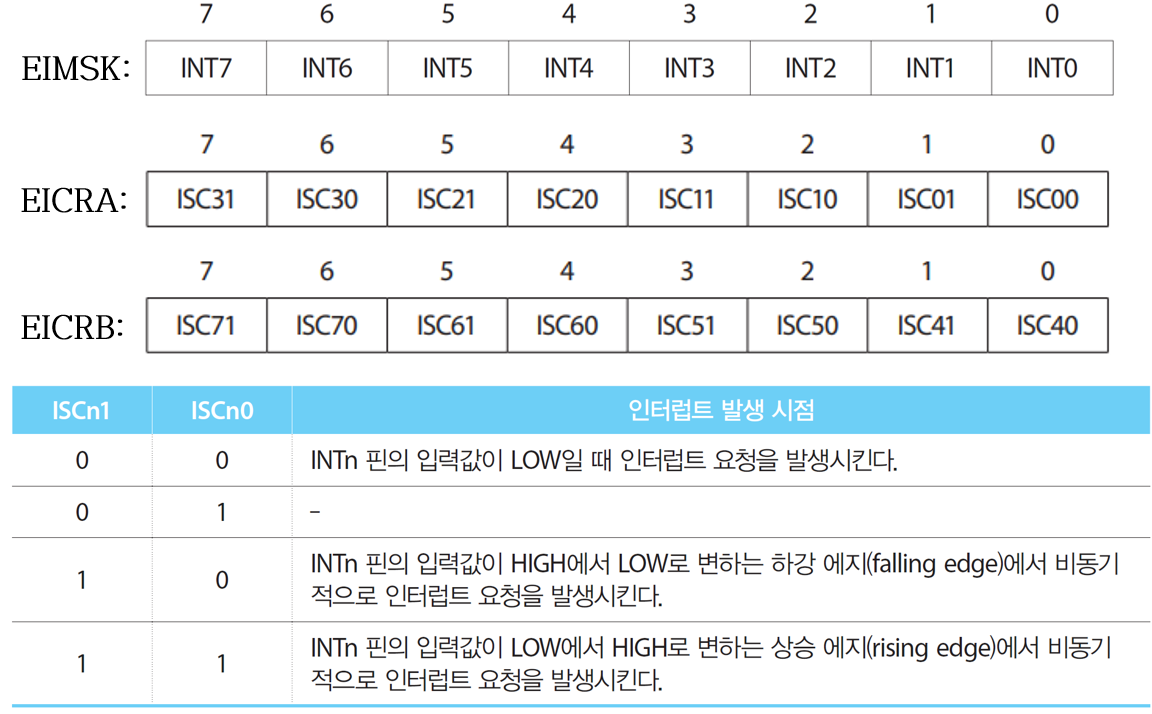 7 6 5 4 3 2 1 0
EIMSK: INT7 INT6 INT5 INT4 INT3 INT2 INT1 INT0
7 6 5 4 3 2 1 0
EICRA: ISC31 ISC30 ISC21 ISC20 ISC11 ISC10 ISC01 ISC00
7 6 5 4 3 2 1 0
EICRB: ISC71 ISC70 ISC61 ISC60 ISC51 ISC50 ISC41 ISC40
ISCn1 ISCn0 인터럽트 발생 시점
0 0 INTn 핀의 입력값이 LOW일 때 인터럽트 요청을 발생시킨다.
0 1 –
1 0 INTn 핀의 입력값이 HIGH에서 LOW로 변하는 하강 에지(falling edge)에서 비동기
적으로 인터럽트 요청을 발생시킨다.
1 1 INTn 핀의 입력값이 LOW에서 HIGH로 변하는 상승 에지(rising edge)에서 비동기
적으로 인터럽트 요청을 발생시킨다.